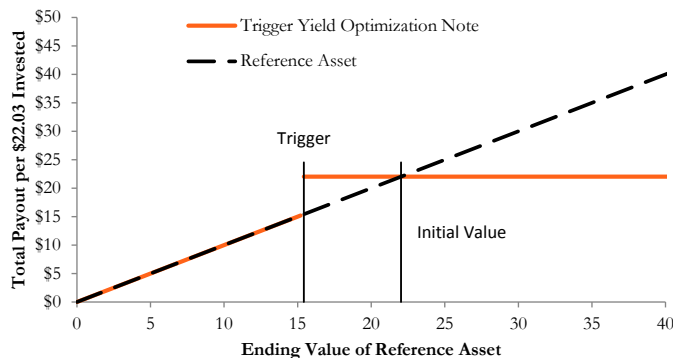 $50
$45
$40
$35
$30
$25
$20
$15
$10
$5
$0
Total Payout per $22.03 Invested
Trigger Yield Optimization Note
Reference Asset
Trigger
Initial Value
0 5 10 15 20 25 30 35 40
Ending Value of Reference Asset